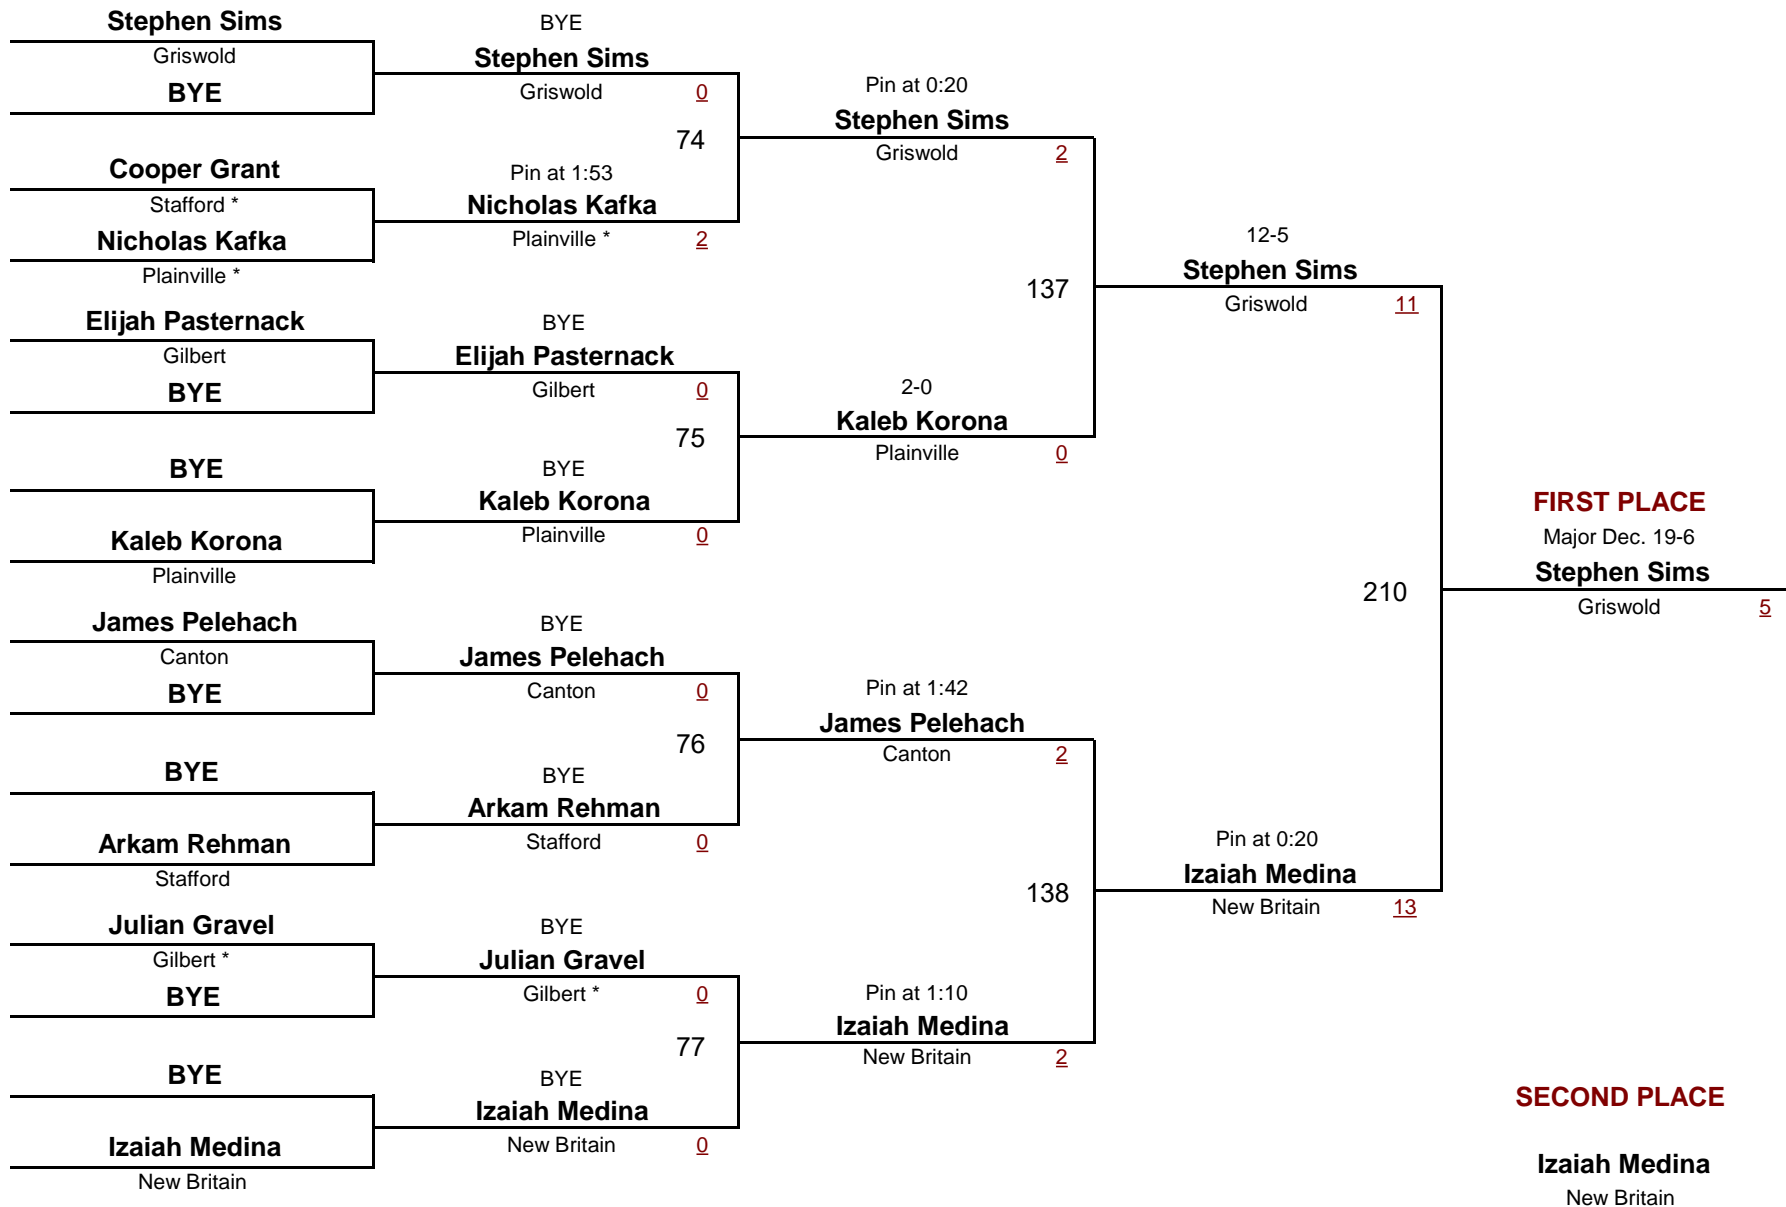 Stephen Sims
Griswold
BYE
Cooper Grant
Stafford *
Nicholas Kafka
Plainville *
Elijah Pasternack
Gilbert
BYE
BYE
Kaleb Korona
Plainville
James Pelehach
Canton
BYE
BYE
Arkam Rehman
Stafford
Julian Gravel
Gilbert *
BYE
BYE
Izaiah Medina
New Britain
BYE
Stephen Sims
Griswold 0
74
Pin at 1:53
Nicholas Kafka
Plainville * 2
BYE
Elijah Pasternack
Gilbert 0
75
BYE
Kaleb Korona
Plainville 0
BYE
James Pelehach
Canton 0
76
BYE
Arkam Rehman
Stafford 0
BYE
Julian Gravel
Gilbert * 0
77
BYE
Izaiah Medina
New Britain 0
Pin at 0:20
Stephen Sims
Griswold 2
137
2-0
Kaleb Korona
Plainville 0
Pin at 1:42
James Pelehach
Canton 2
138
Pin at 1:10
Izaiah Medina
New Britain 2
12-5
Stephen Sims
Griswold 11
210
Pin at 0:20
Izaiah Medina
New Britain 13
FIRST PLACE
Major Dec. 19-6
Stephen Sims
Griswold 5
SECOND PLACE
Izaiah Medina
New Britain